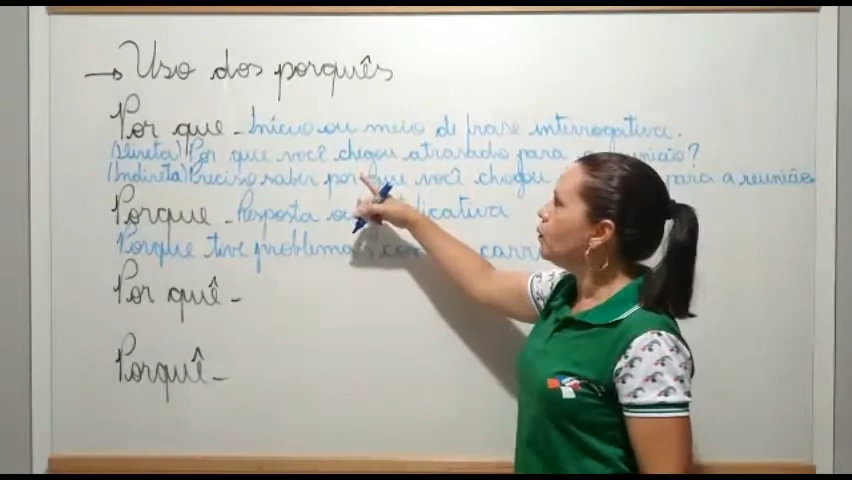 → Uso dos porquês
Por que - Início ou meio de frase interrogativa.
(Direta) Por que você chegou atrasado para a reunião?
(Indireta) Preciso saber por que você chegou para a reunião
Porque - Resposta ou
Porque tive problemas com
Por quê -
Porquê -